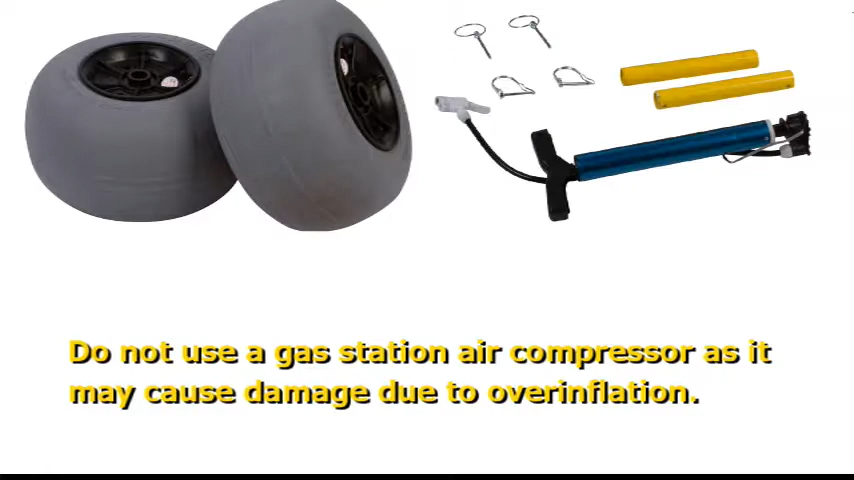 Do not use a gas station air compressor as it
may cause damage due to overinflation.